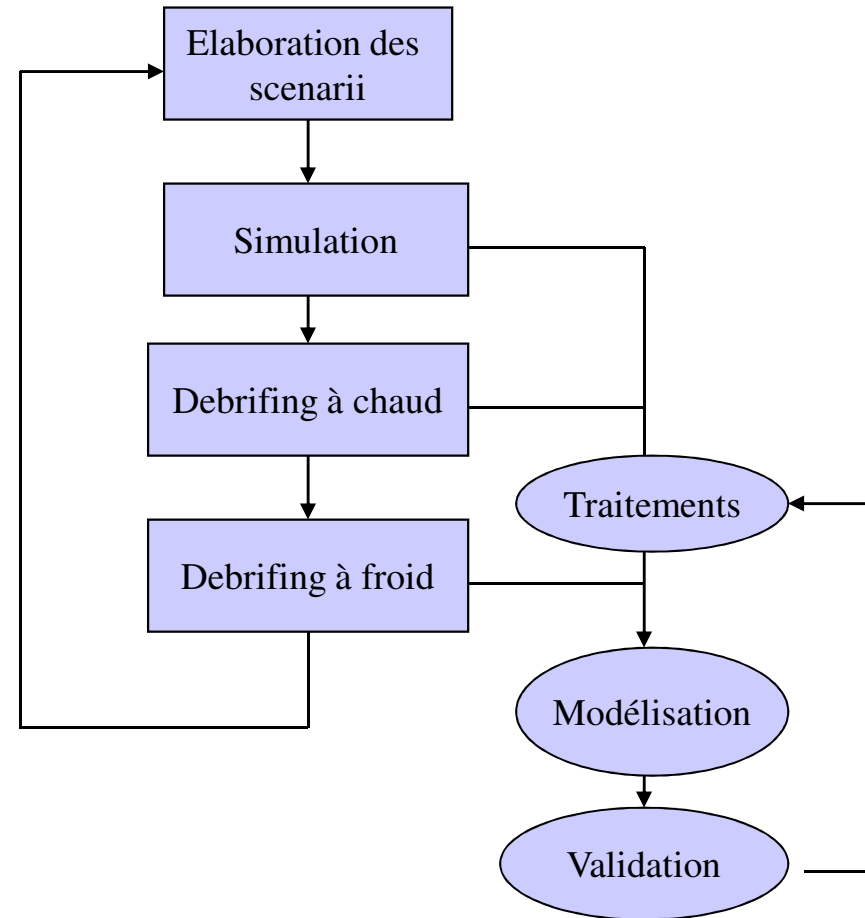 Elaboration des
scenarii
Simulation
Debrifing à chaud
Traitements
Debrifing à froid
Modélisation
Validation